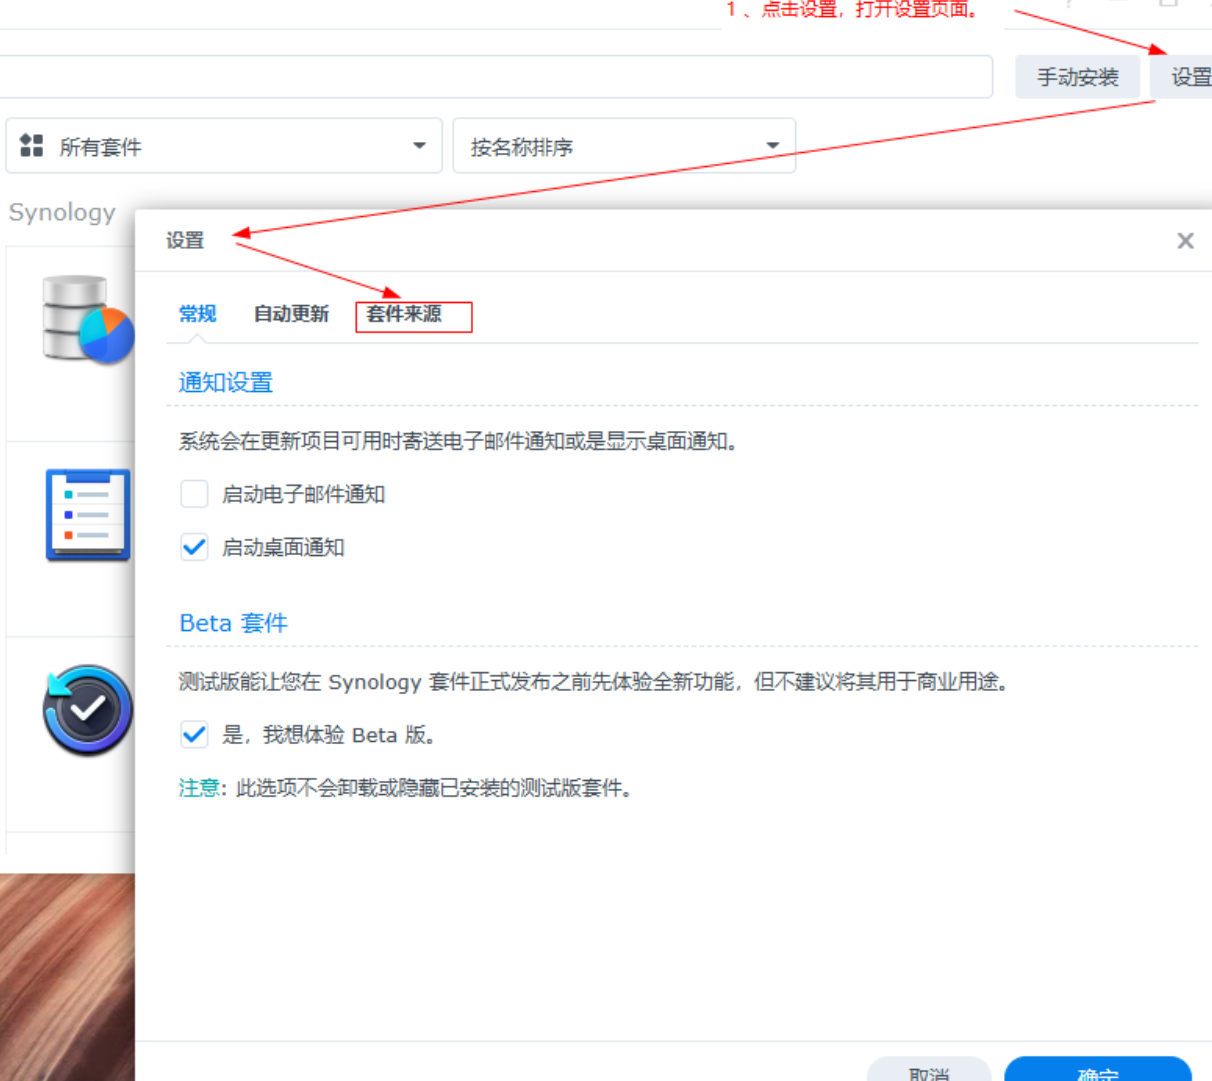 1 、点击设置，打开设置页面。
手动安装
设置
所有套件
按名称排序
Synology
设置
常规 自动更新 套件来源
通知设置
系统会在更新项目可用时寄送电子邮件通知或是显示桌面通知。
启动电子邮件通知
启动桌面通知
Beta 套件
测试版能让您在 Synology 套件正式发布之前先体验全新功能，但不建议将其用于商业用途。
是，我想体验 Beta 版。
注意: 此选项不会卸载或隐藏已安装的测试版套件。
取消 确定